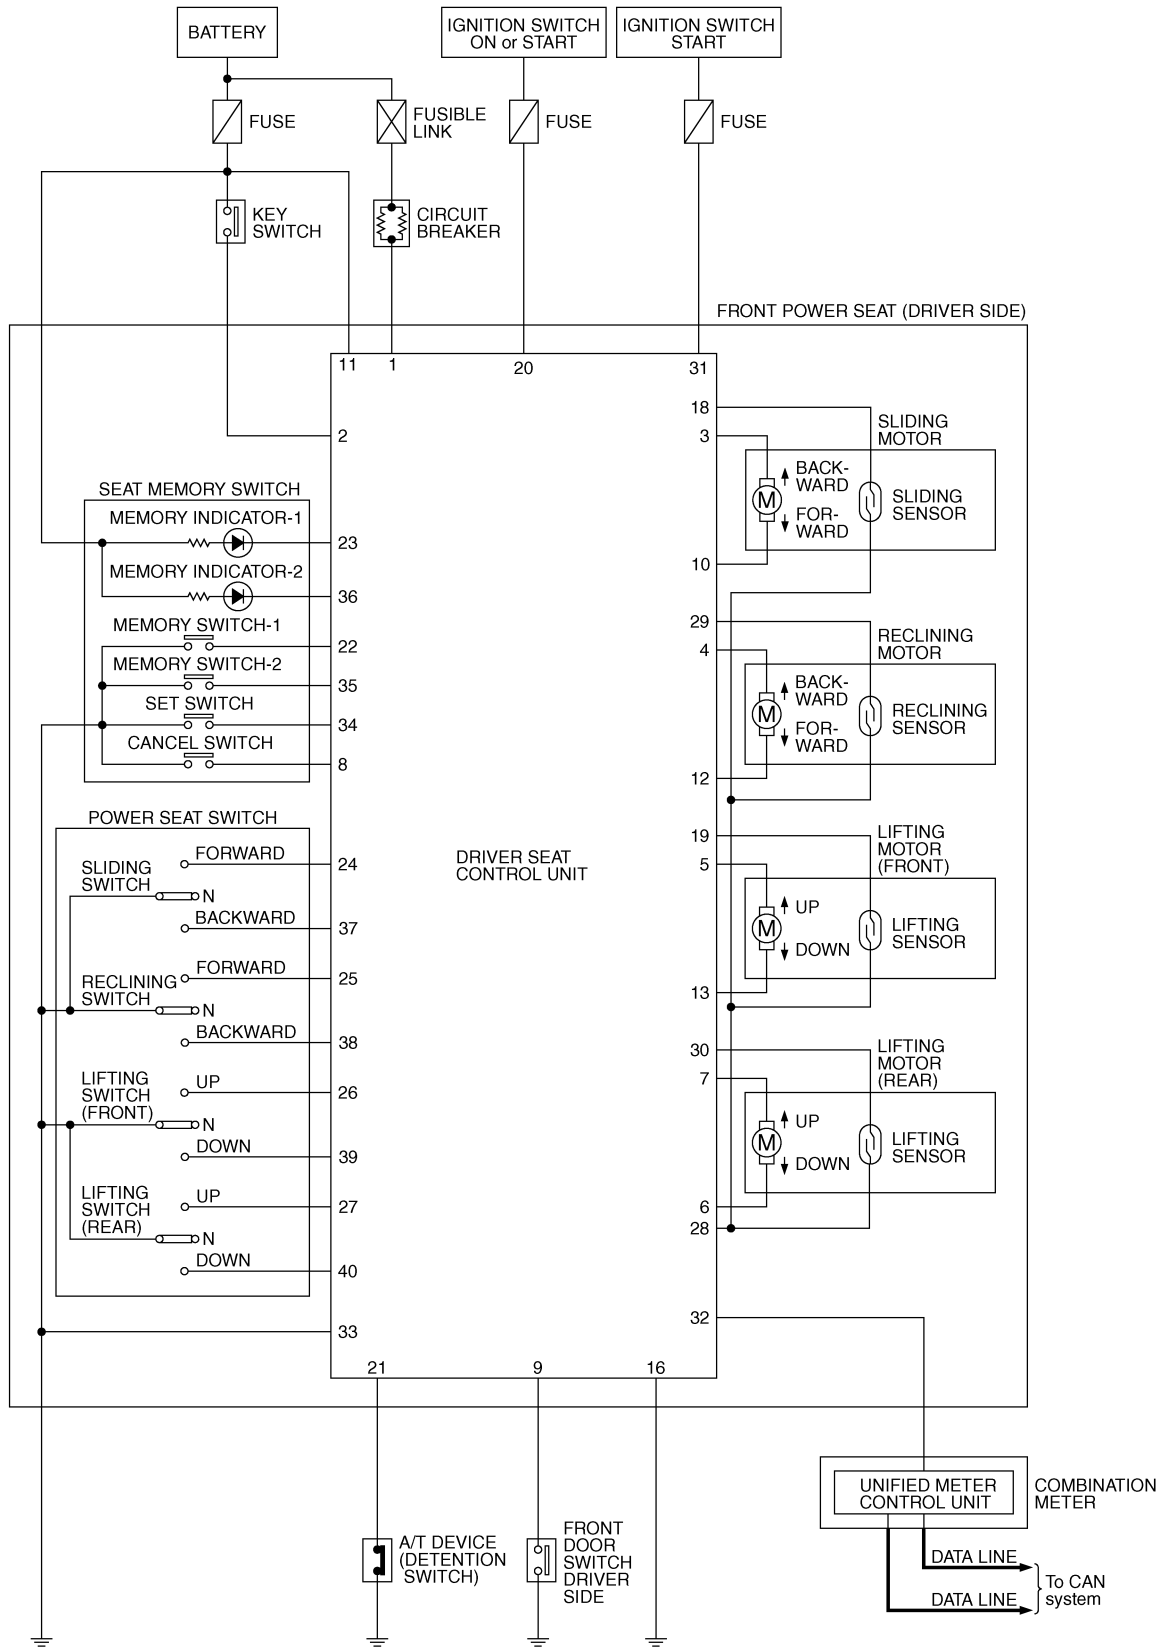 BATTERY
IGNITION SWITCH
ON or START
IGNITION SWITCH
START
FUSE
FUSIBLE
LINK
FUSE
FUSE
KEY
SWITCH
CIRCUIT
BREAKER
FRONT POWER SEAT (DRIVER SIDE)
11
1
20
31
2
SEAT MEMORY SWITCH
MEMORY INDICATOR-1
23
MEMORY INDICATOR-2
36
MEMORY SWITCH-1
22
MEMORY SWITCH-2
35
SET SWITCH
34
CANCEL SWITCH
8
POWER SEAT SWITCH
SLIDING
SWITCH
FORWARD
24
N
BACKWARD
37
RECLINING
SWITCH
FORWARD
25
N
BACKWARD
38
LIFTING
SWITCH
(FRONT)
UP
26
N
DOWN
39
LIFTING
SWITCH
(REAR)
UP
27
N
DOWN
40
33
DRIVER SEAT
CONTROL UNIT
18
3
SLIDING
MOTOR
M
BACK-
WARD
FOR-
WARD
SLIDING
SENSOR
10
29
4
RECLINING
MOTOR
M
BACK-
WARD
FOR-
WARD
RECLINING
SENSOR
12
19
5
LIFTING
MOTOR
(FRONT)
M
UP
DOWN
LIFTING
SENSOR
13
30
7
LIFTING
MOTOR
(REAR)
M
UP
DOWN
LIFTING
SENSOR
6
28
32
21
9
16
A/T DEVICE
(DETENTION
SWITCH)
FRONT
DOOR
SWITCH
DRIVER
SIDE
UNIFIED METER
CONTROL UNIT
COMBINATION
METER
DATA LINE
DATA LINE
To CAN
system